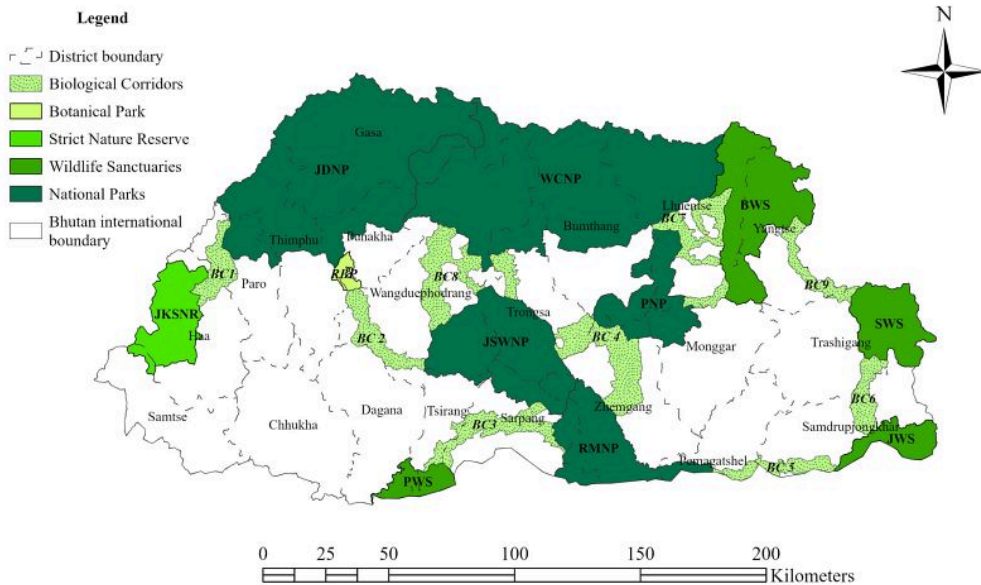 Legend
District boundary
Biological Corridors
Botanical Park
Strict Nature Reserve
Wildlife Sanctuaries
National Parks
Bhutan international
boundary
N
Gasa
JDNP
WCNP
Lhuentse
BWS
BC7
Bumthang
Yangtse
Thimphu
Punakha
BC1
Paro
RBP
Wangduephodrang
BC8
BC9
JKSNR
Haa
Trongsa
PNP
SWS
BC 2
JSWNP
BC 4
Monggar
Trashigang
Samtse
Chhukha
Dagana
Tsirang
Sarpang
Zhemgang
BC6
BC3
Samdrupjongkhar
JWS
RMNP
Pemagatshel
BC 5
PWS
0 25 50 100 150 200
Kilometers